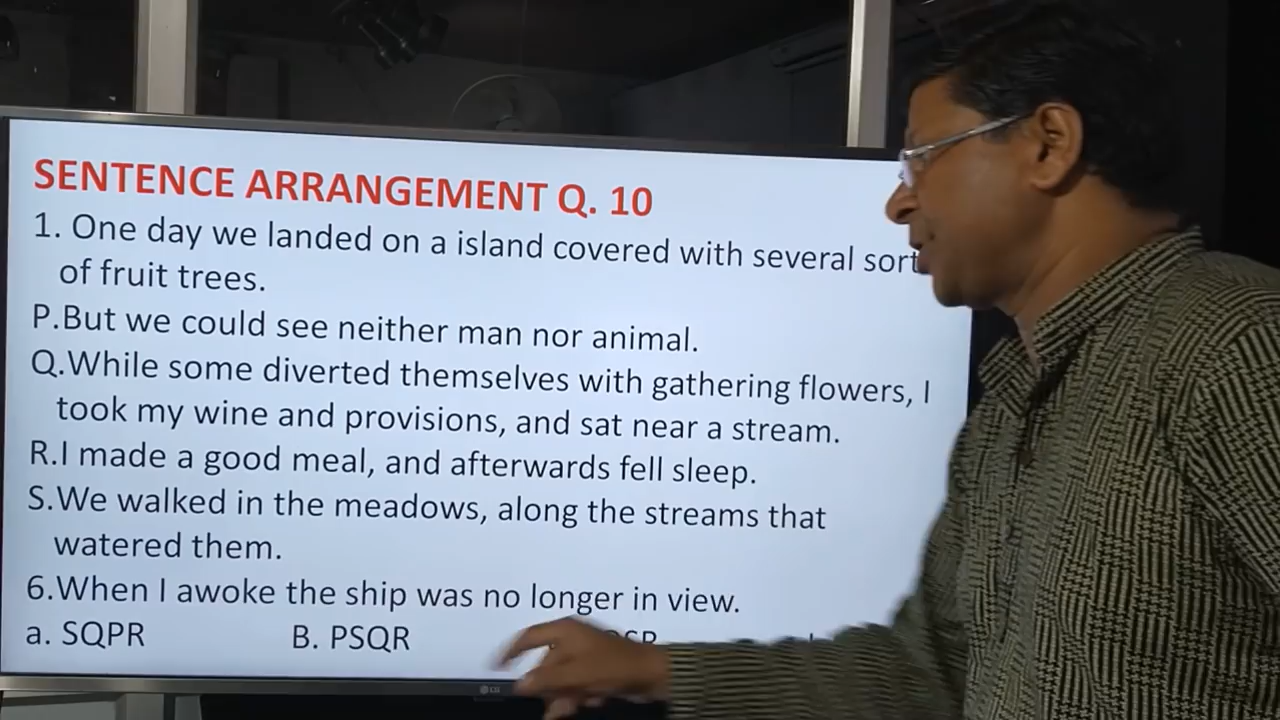 SENTENCE ARRANGEMENT Q. 10
1. One day we landed on a island covered with several sort
of fruit trees.
P.But we could see neither man nor animal.
Q.While some diverted themselves with gathering flowers, I
took my wine and provisions, and sat near a stream.
R.I made a good meal, and afterwards fell sleep.
S.We walked in the meadows, along the streams that
watered them.
6.When I awoke the ship was no longer in view.
a. SQPR B. PSQR
LG